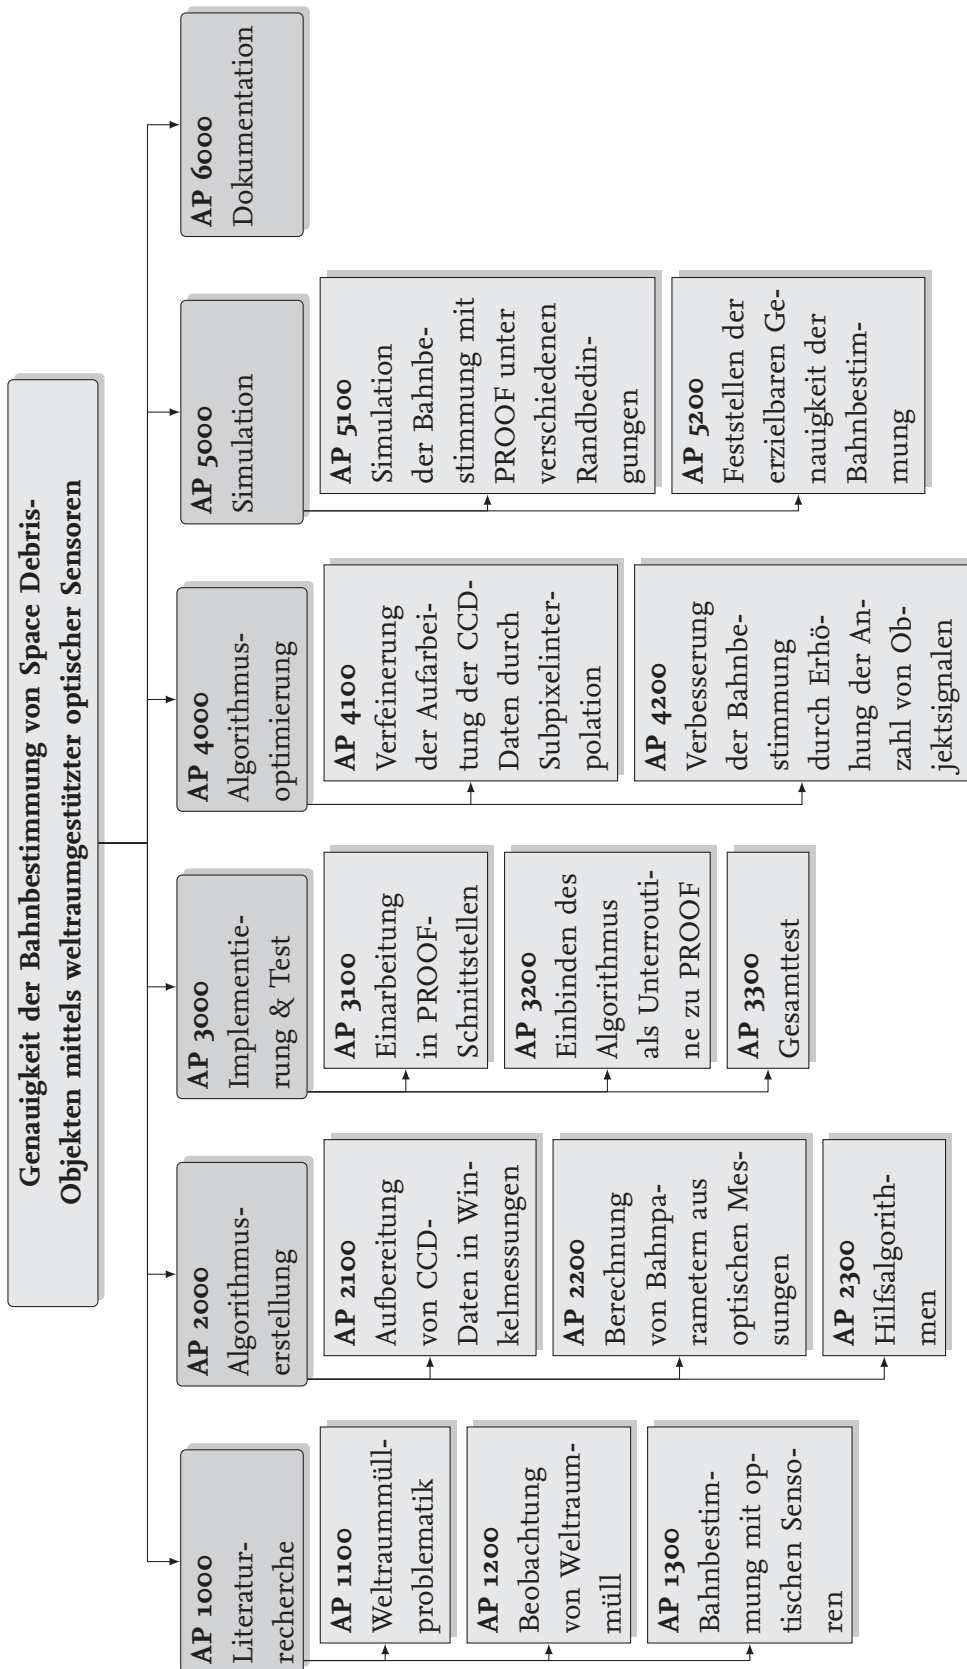 Genauigkeit der Bahnbestimmung von Space Debris-
Objekten mittels weltraumgestützter optischer Sensoren
AP 1000
Literatur-
recherche
AP 1100
Weltraummüll-
problematik
AP 1200
Beobachtung
von Weltraum-
müll
AP 1300
Bahnbestim-
mung mit op-
tischen Senso-
ren
AP 2000
Algorithmus-
erstellung
AP 2100
Aufbereitung
von CCD-
Daten in Win-
kelmessungen
AP 2200
Berechnung
von Bahnpa-
rametern aus
optischen Mes-
sungen
AP 2300
Hilfsalgorith-
men
AP 3000
Implementie-
rung & Test
AP 3100
Einarbeitung
in PROOF-
Schnittstellen
AP 3200
Einbinden des
Algorithmus
als Unterrouti-
ne zu PROOF
AP 3300
Gesamttest
AP 4000
Algorithmus-
optimierung
AP 4100
Verfeinerung
der Aufarbei-
tung der CCD-
Daten durch
Subpixelinter-
polation
AP 4200
Verbesserung
der Bahnbe-
stimmung
durch Erhö-
hung der An-
zahl von Ob-
jektsignalen
AP 5000
Simulation
AP 5100
Simulation
der Bahnbe-
stimmung mit
PROOF unter
verschiedenen
Randbedin-
gungen
AP 5200
Feststellen der
erzielbaren Ge-
nauigkeit der
Bahnbestim-
mung
AP 6000
Dokumentation